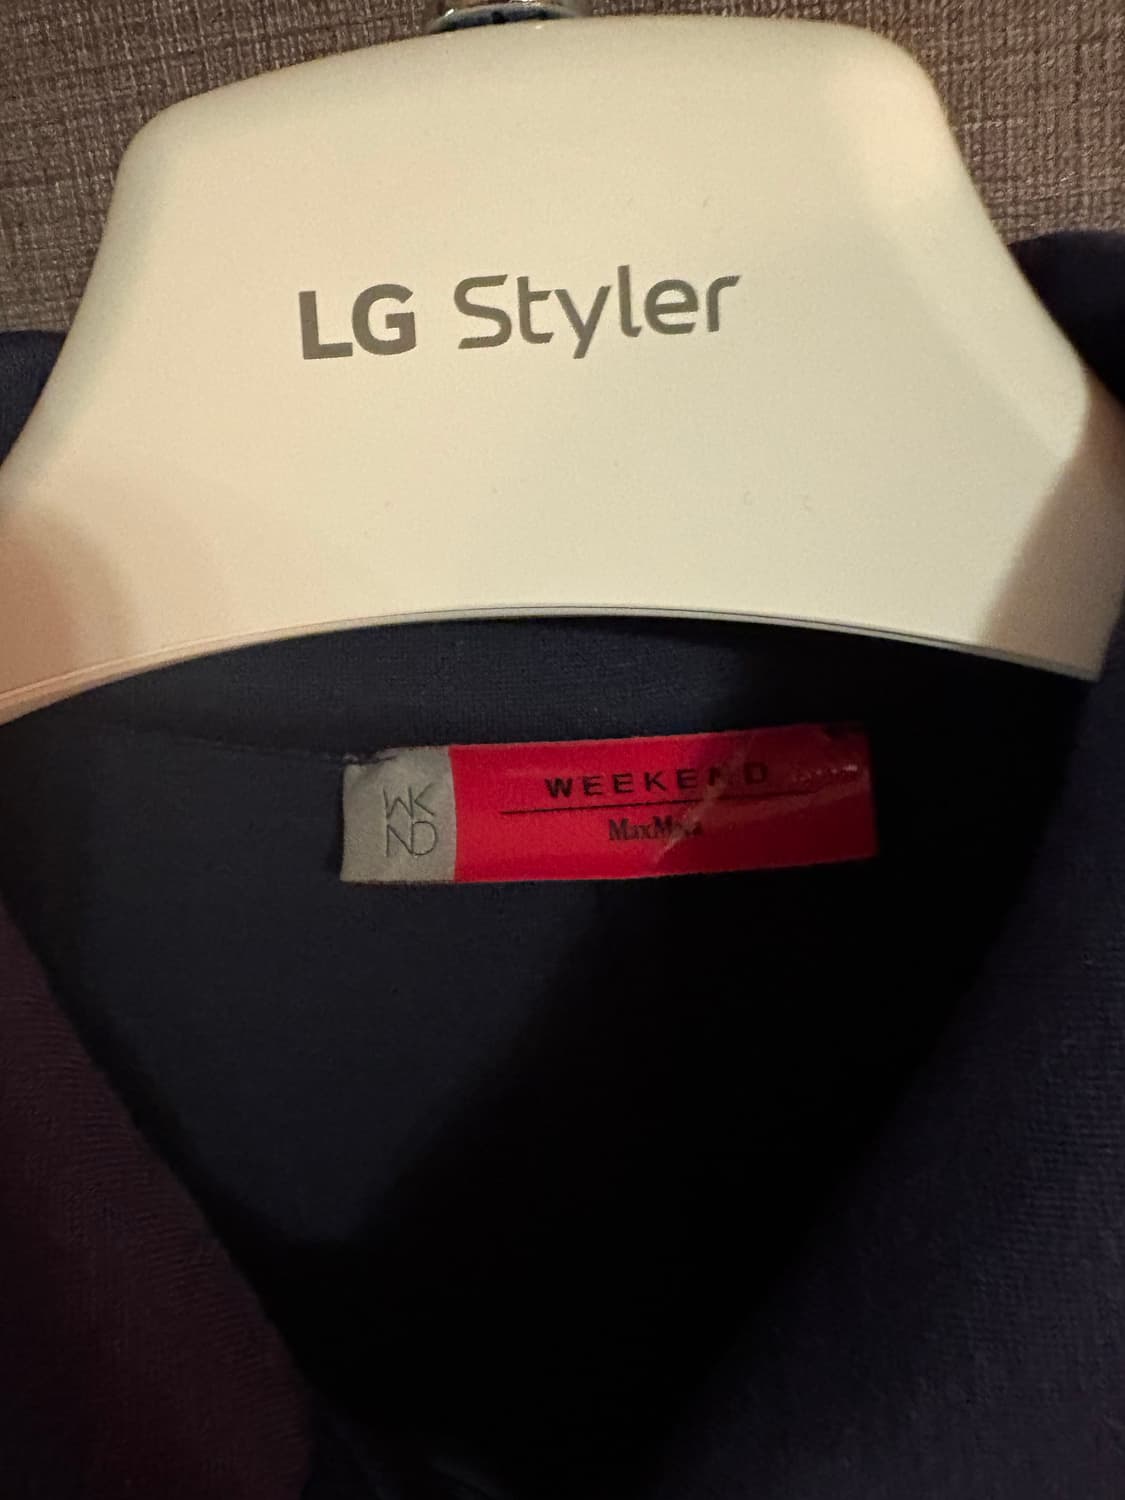 LG Styler
WK
ND
WEEKEND
MaxMara